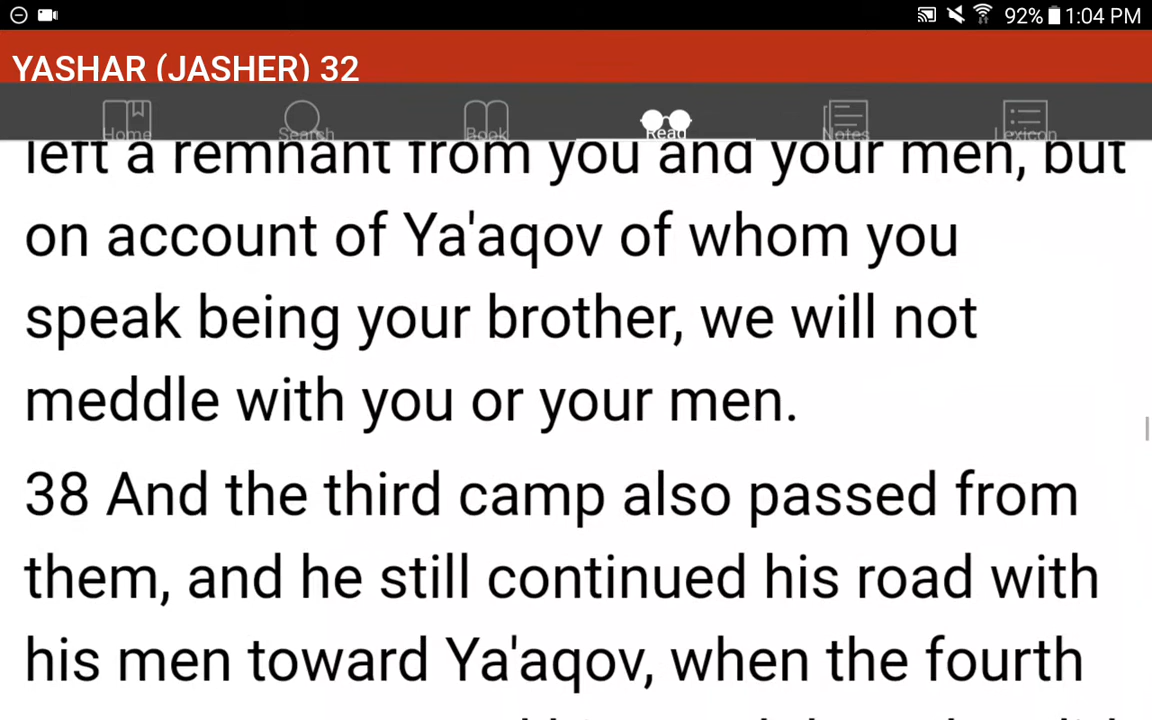 92% 1:04 PM
YASHAR (JASHER) 32
Home Search Book Read Notes Lexicon
left a remnant from you and your men, but
on account of Ya'aqov of whom you
speak being your brother, we will not
meddle with you or your men.
38 And the third camp also passed from
them, and he still continued his road with
his men toward Ya'aqov, when the fourth